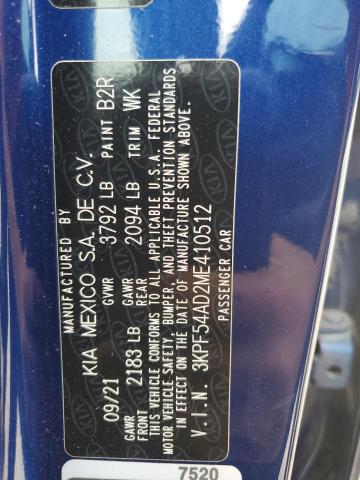 MANUFACTURED BY
KIA MEXICO S.A. DE C.V.
09/21 GVWR 3792 LB PAINT B2R
GAWR FRONT 2183 LB GAWR REAR 2094 LB TRIM WK
THIS VEHICLE CONFORMS TO ALL APPLICABLE U.S.A. FEDERAL
MOTOR VEHICLE SAFETY, BUMPER, AND THEFT PREVENTION STANDARDS
IN EFFECT ON THE DATE OF MANUFACTURE SHOWN ABOVE.
V.I.N. 3KPF54AD2ME410512
PASSENGER CAR
7520